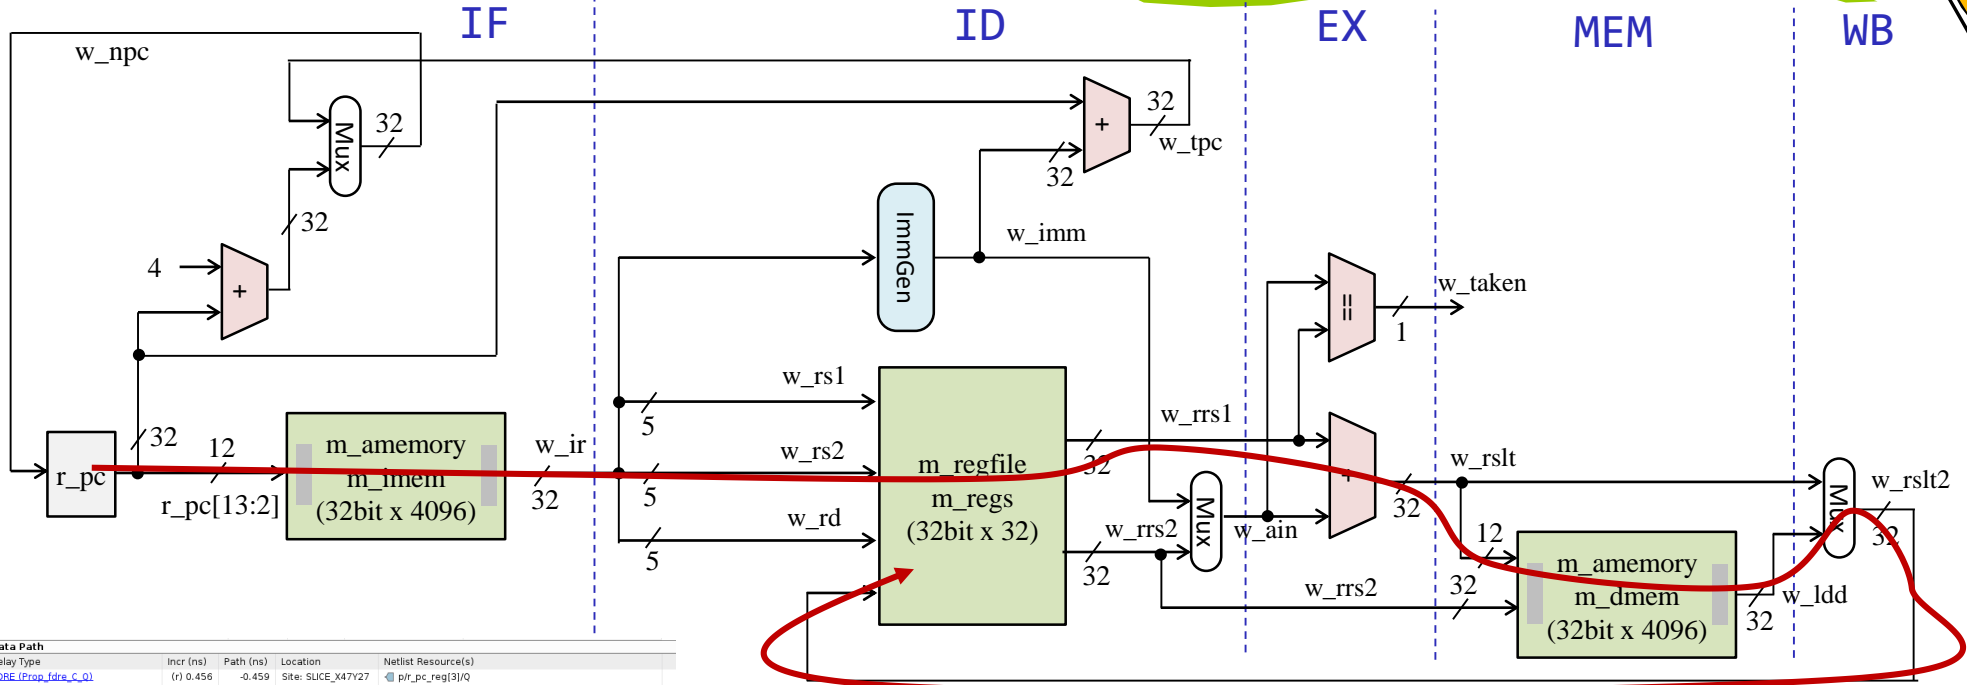 IF
ID
EX
MEM
WB
w_npc
Mux
32
32
4
+
32
12
r_pc
r_pc[13:2]
m_amemory
m_imem
(32bit x 4096)
w_ir
32
+
32
w_tpc
32
ImmGen
w_imm
w_rs1
5
w_rs2
5
w_rd
5
m_regfile
m_regs
(32bit x 32)
w_rrs1
32
w_rrs2
32
Mux
w_ain
==
w_taken
1
+
32
w_rslt
12
w_rrs2
32
m_amemory
m_dmem
(32bit x 4096)
w_ldd
32
Mux
w_rslt2
32
ata Path
elay Type Incr (ns) Path (ns) Location Netlist Resource(s)
DRE (Prop_fdre_C_Q) (r) 0.456 -0.459 Site: SLICE_X47Y27 p/r_pc_reg[3]/Q